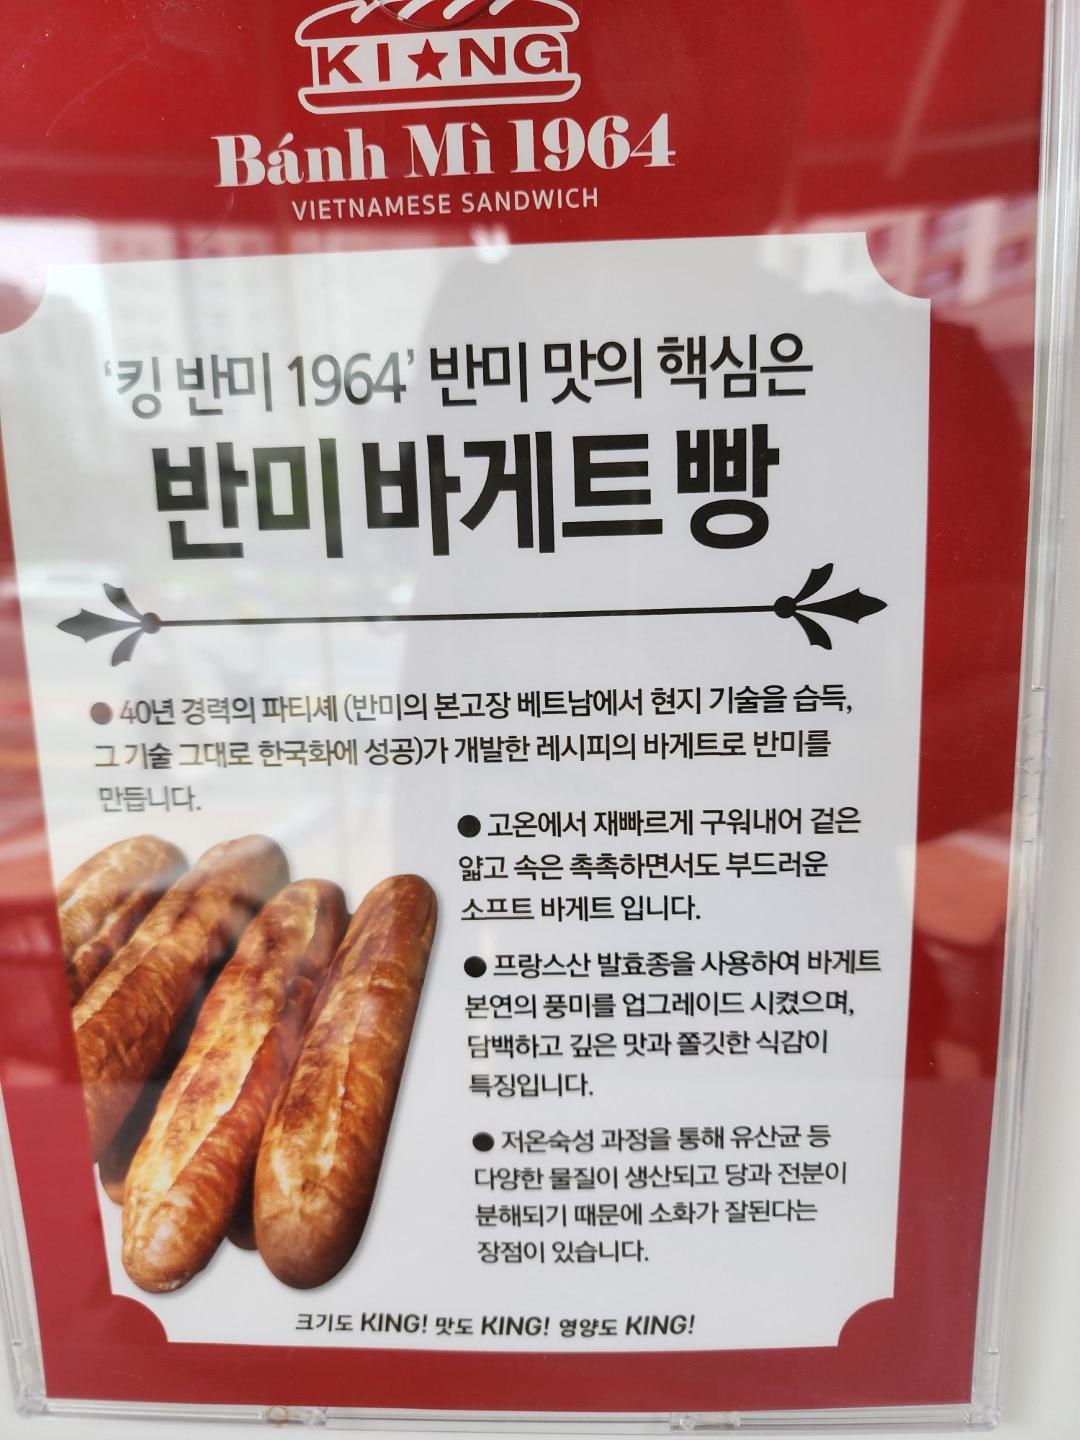 KI★NG
Bánh Mì 1964
VIETNAMESE SANDWICH
'킹 반미 1964' 반미 맛의 핵심은
반미 바게트 빵
● 40년 경력의 파티셰 (반미의 본고장 베트남에서 현지 기술을 습득,
그 기술 그대로 한국화에 성공)가 개발한 레시피의 바게트로 반미를
만듭니다.
● 고온에서 재빠르게 구워내어 겉은
얇고 속은 촉촉하면서도 부드러운
소프트 바게트 입니다.
● 프랑스산 발효종을 사용하여 바게트
본연의 풍미를 업그레이드 시켰으며,
담백하고 깊은 맛과 쫄깃한 식감이
특징입니다.
● 저온숙성 과정을 통해 유산균 등
다양한 물질이 생산되고 당과 전분이
분해되기 때문에 소화가 잘된다는
장점이 있습니다.
크기도 KING! 맛도 KING! 영양도 KING!